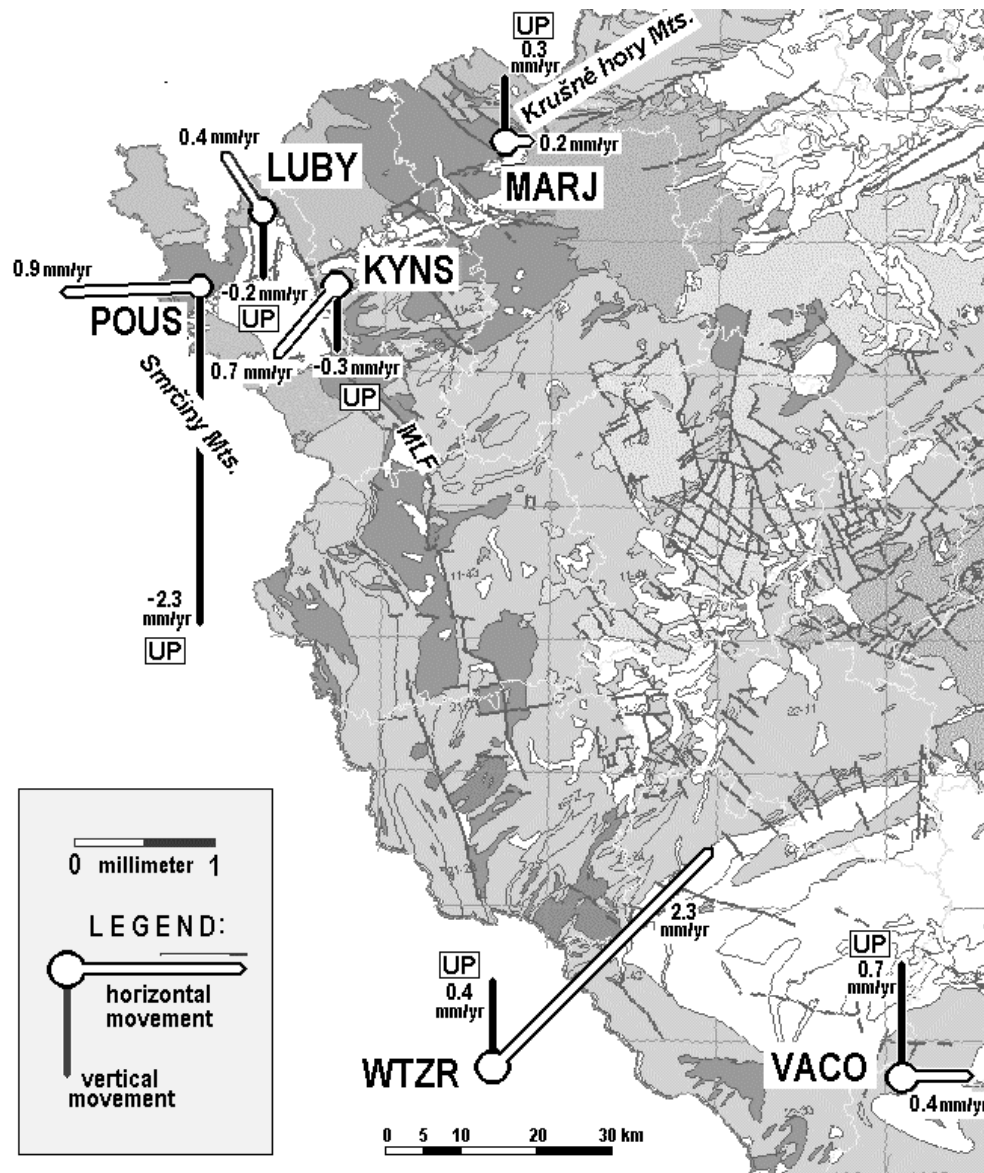 UP
0.3
mm/yr
Krušné hory Mts.
0.2 mm/yr
MARJ
0.4 mm/yr
LUBY
-0.2 mm/yr
UP
KYNS
0.9 mm/yr
POUS
0.7 mm/yr
-0.3 mm/yr
UP
Smrčiny Mts.
MLF
-2.3
mm/yr
UP
11-43
22-11
2.3
mm/yr
UP
0.4
mm/yr
WTZR
UP
0.7
mm/yr
VACO
0.4 mm/yr
0 millimeter 1
LEGEND:
horizontal
movement
vertical
movement
0 5 10 20 30 km